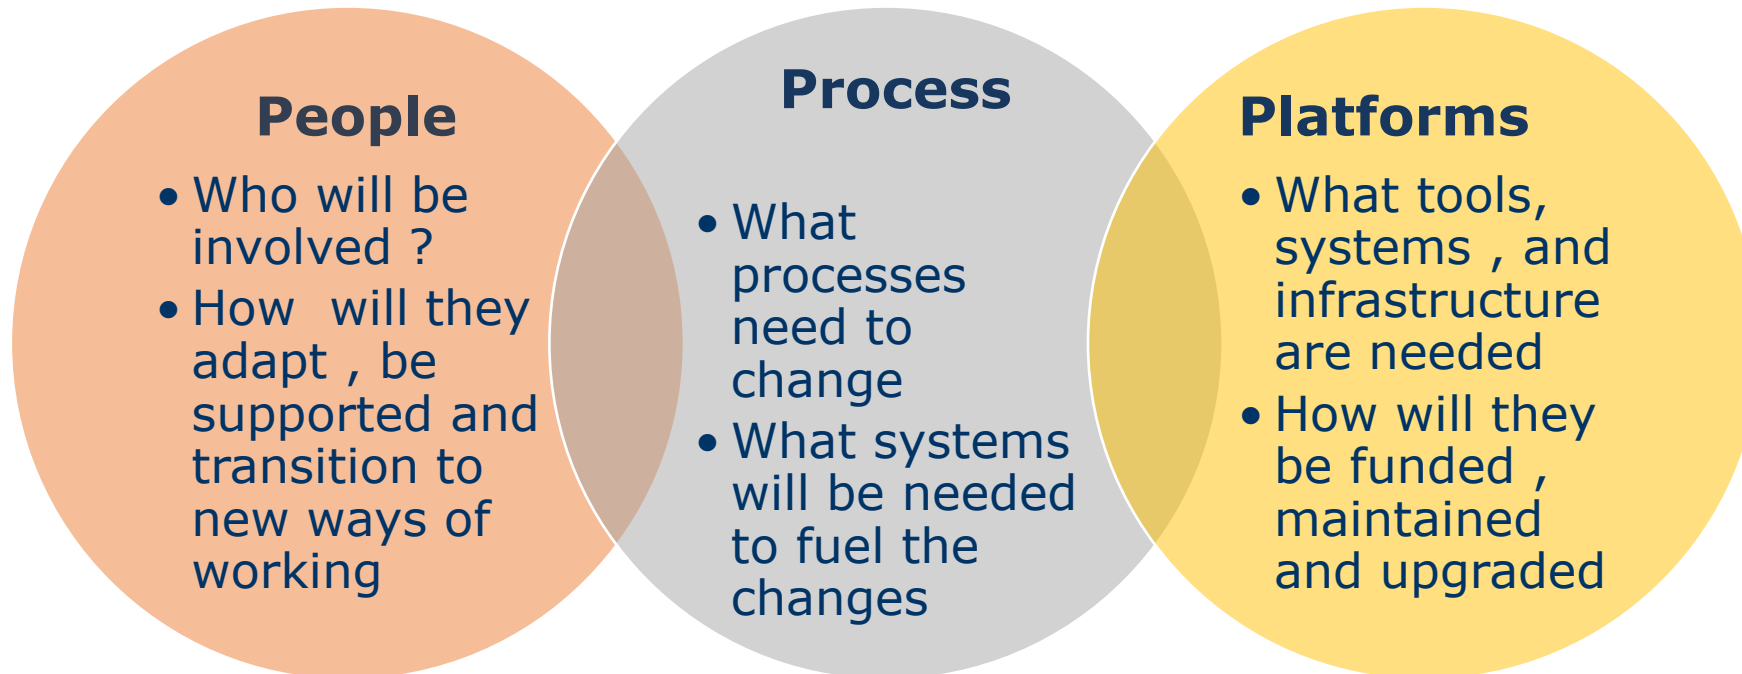 People
• Who will be
involved ?
• How  will they
adapt , be
supported and
transition to
new ways of
working
Process
• What
processes
need to
change
• What systems
will be needed
to fuel the
changes
Platforms
• What tools,
systems , and
infrastructure
are needed
• How will they
be funded ,
maintained
and upgraded